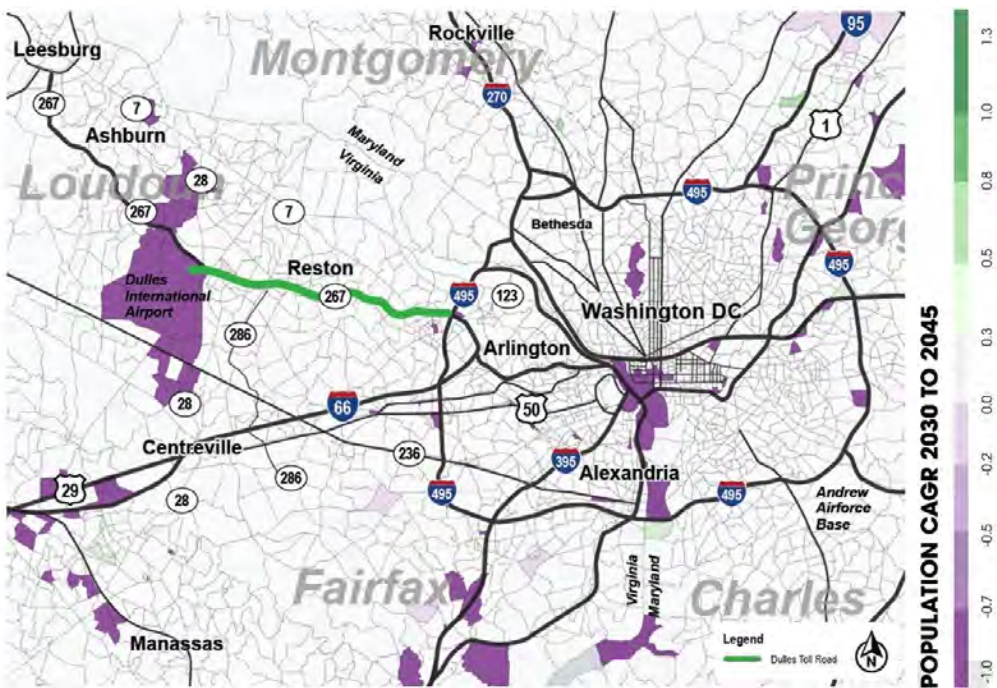 Leesburg
Rockville
95
Montgomery
267
7
270
Ashburn
1
Maryland
Virginia
Loudoun
28
495
Prince
Georg
267
7
Bethesda
Reston
Dulles
International
Airport
267
495
123
495
Washington DC
286
Arlington
28
66
50
Centreville
236
395
Alexandria
29
286
28
495
495
Andrew
Airforce
Base
Virginia
Maryland
Fairfax
Charles
Manassas
Legend
Dulles Toll Road
N
POPULATION CAGR 2030 TO 2045
1.3
1.0
0.8
0.5
0.3
0.0
-0.2
-0.5
-0.7
-1.0